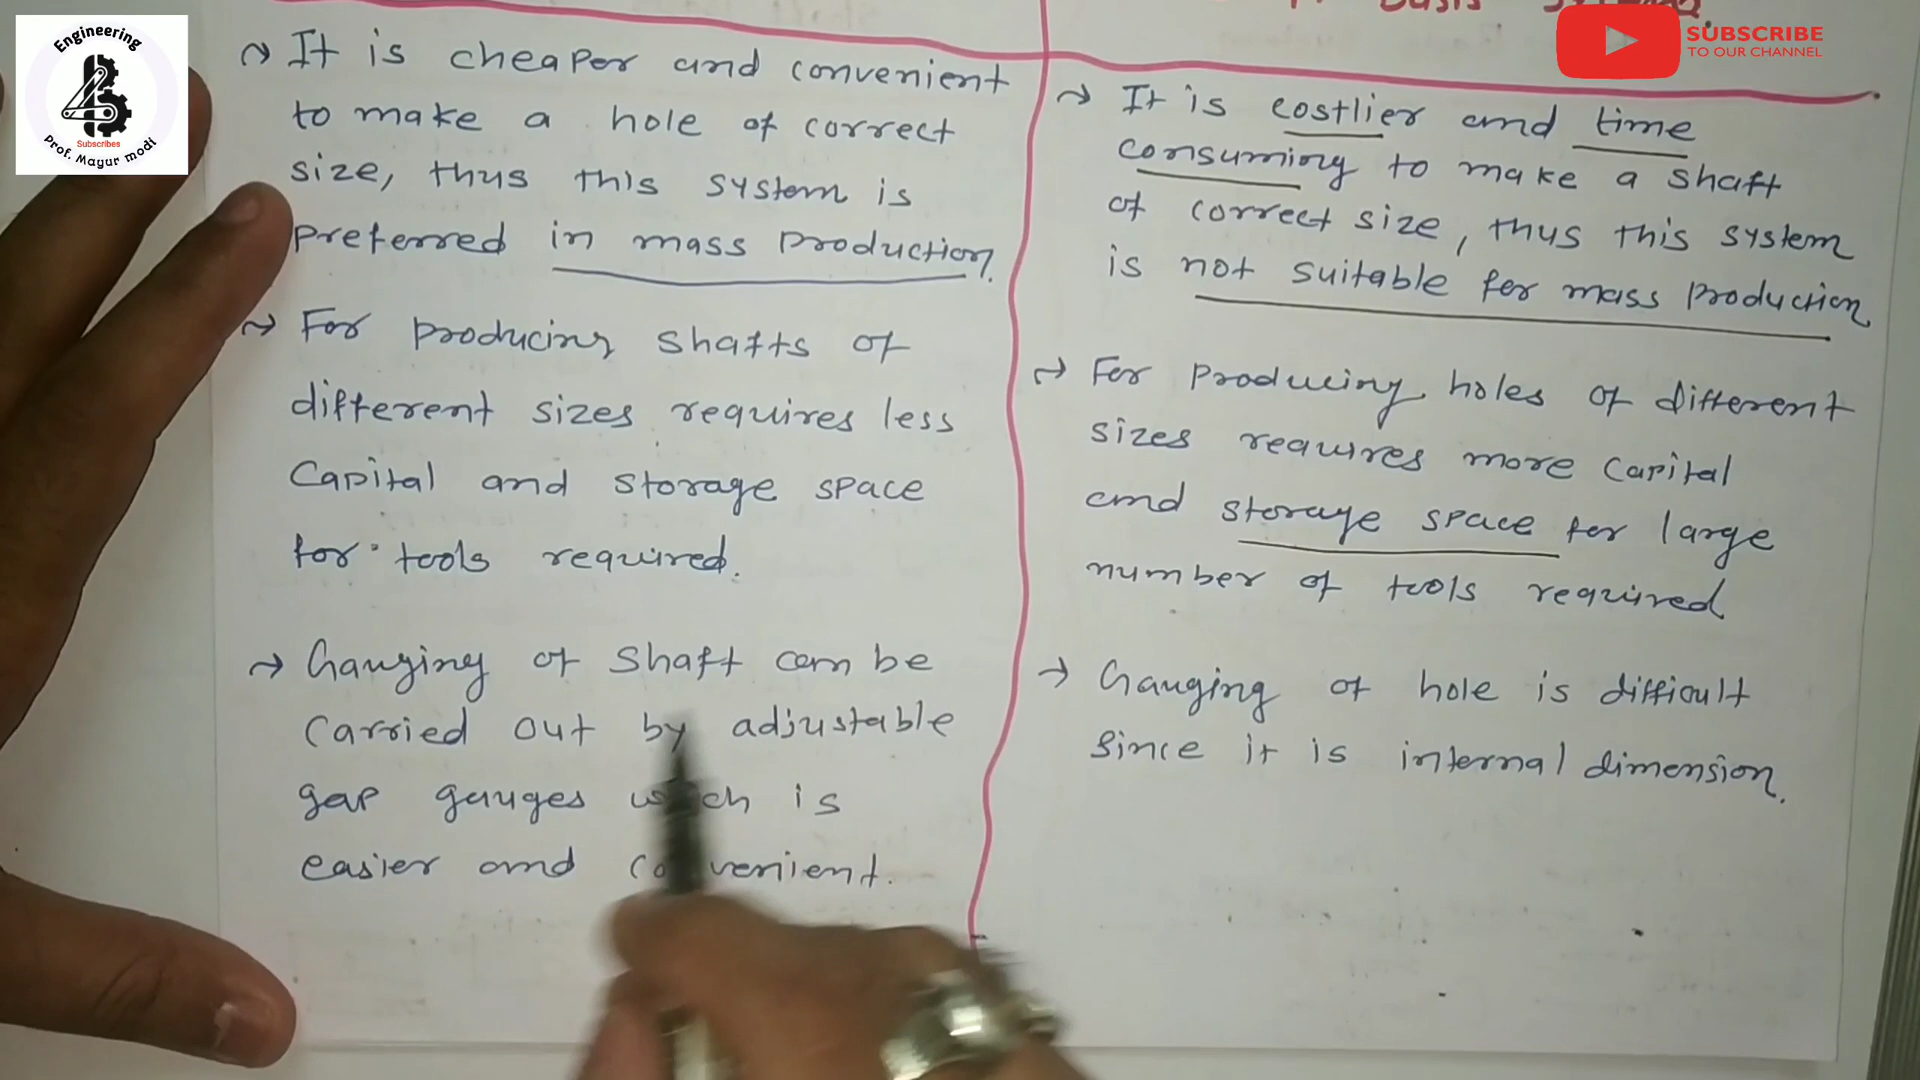 Engineering
Subscribes
Prof. Mayur modi
SUBSCRIBE
TO OUR CHANNEL
Basis
→ It is cheaper and convenient
to make a hole of correct
size, thus this system is
preferred in mass production.
→ For producing shafts of
different sizes requires less
Capital and storage space
for tools required.
→ Gauging of shaft can be
carried out by adjustable
gap gauges which is
easier and convenient.
→ It is costlier and time
consuming to make a shaft
of correct size, thus this system
is not suitable for mass production
→ For producing holes of different
sizes requires more capital
and storage space for large
number of tools required
→ Gauging of hole is difficult
since it is internal dimension.